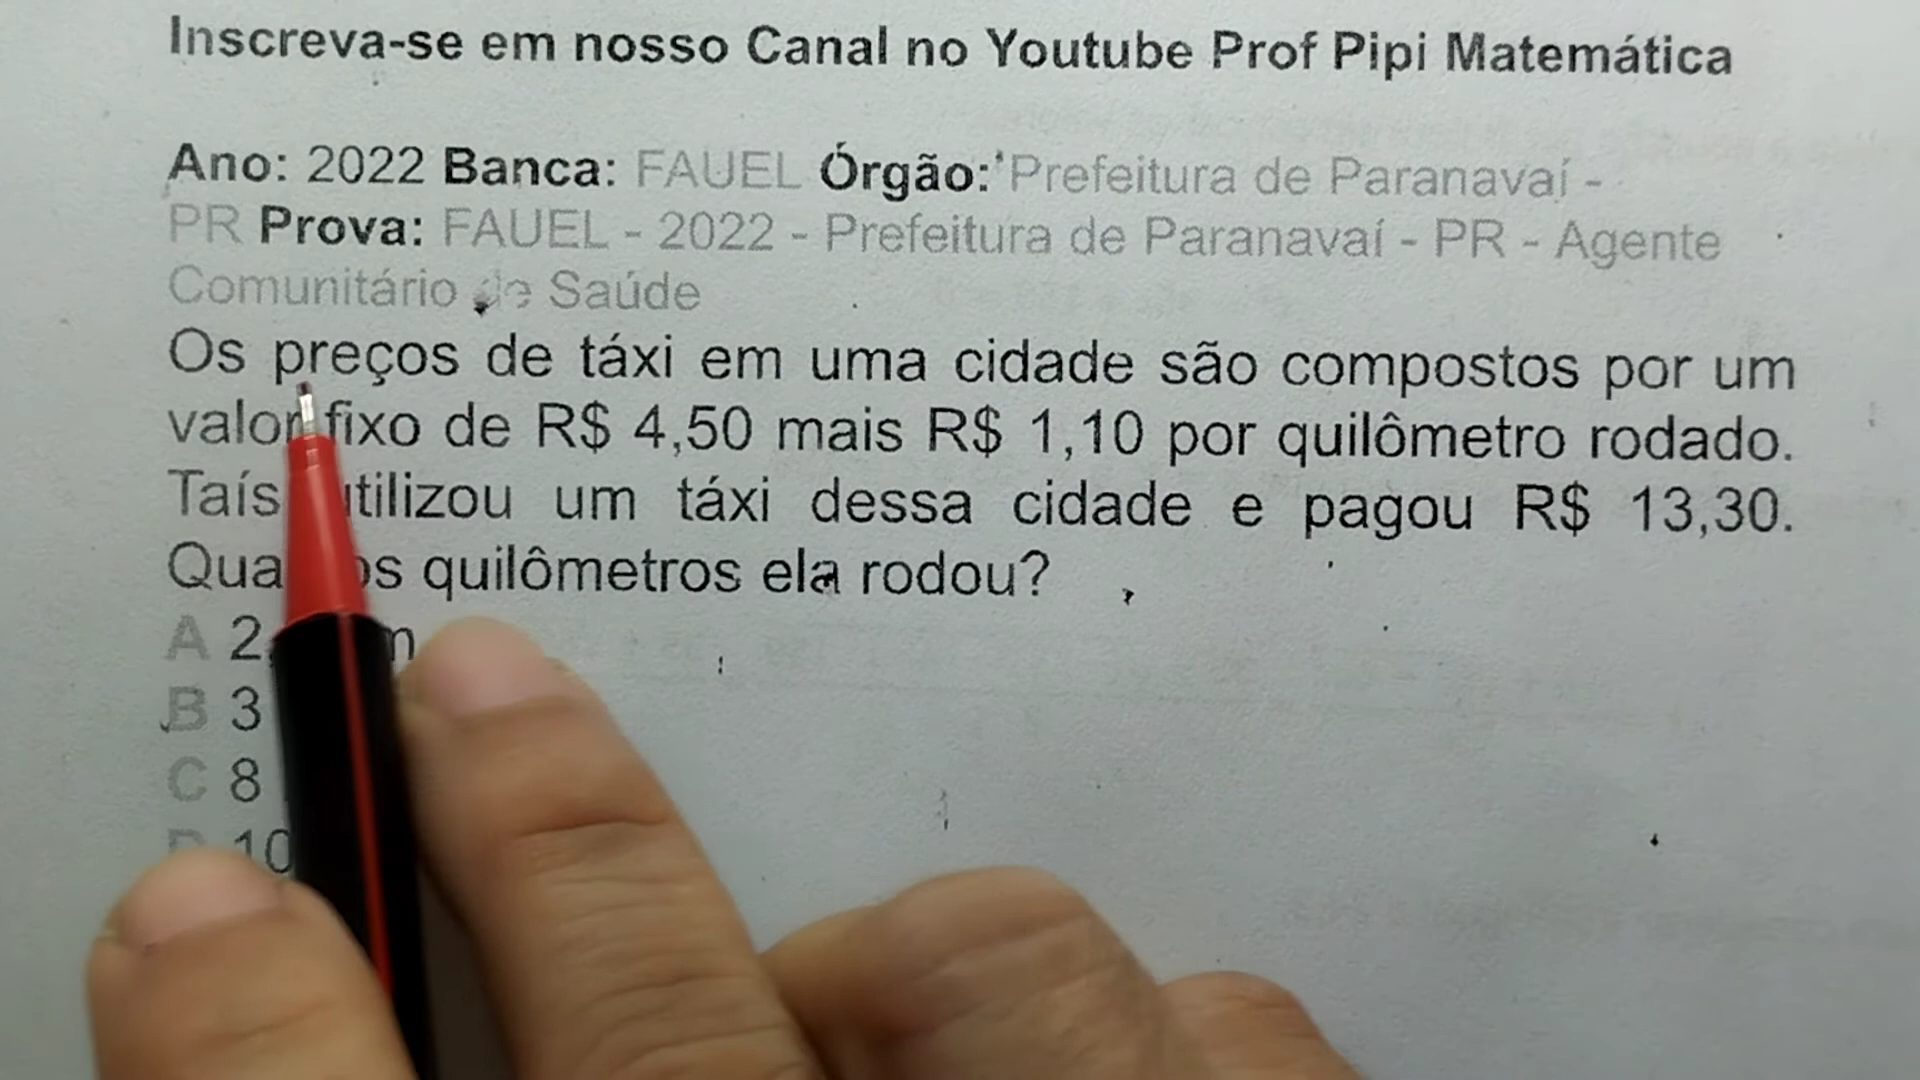 Inscreva-se em nosso Canal no Youtube Prof Pipi Matemática
Ano: 2022 Banca: FAUEL Órgão: Prefeitura de Paranavaí -
PR Prova: FAUEL - 2022 - Prefeitura de Paranavaí - PR - Agente
Comunitário de Saúde
Os preços de táxi em uma cidade são compostos por um
valor fixo de R$ 4,50 mais R$ 1,10 por quilômetro rodado.
Taís utilizou um táxi dessa cidade e pagou R$ 13,30.
quilômetros ela rodou?
A
B 3
C 8
10